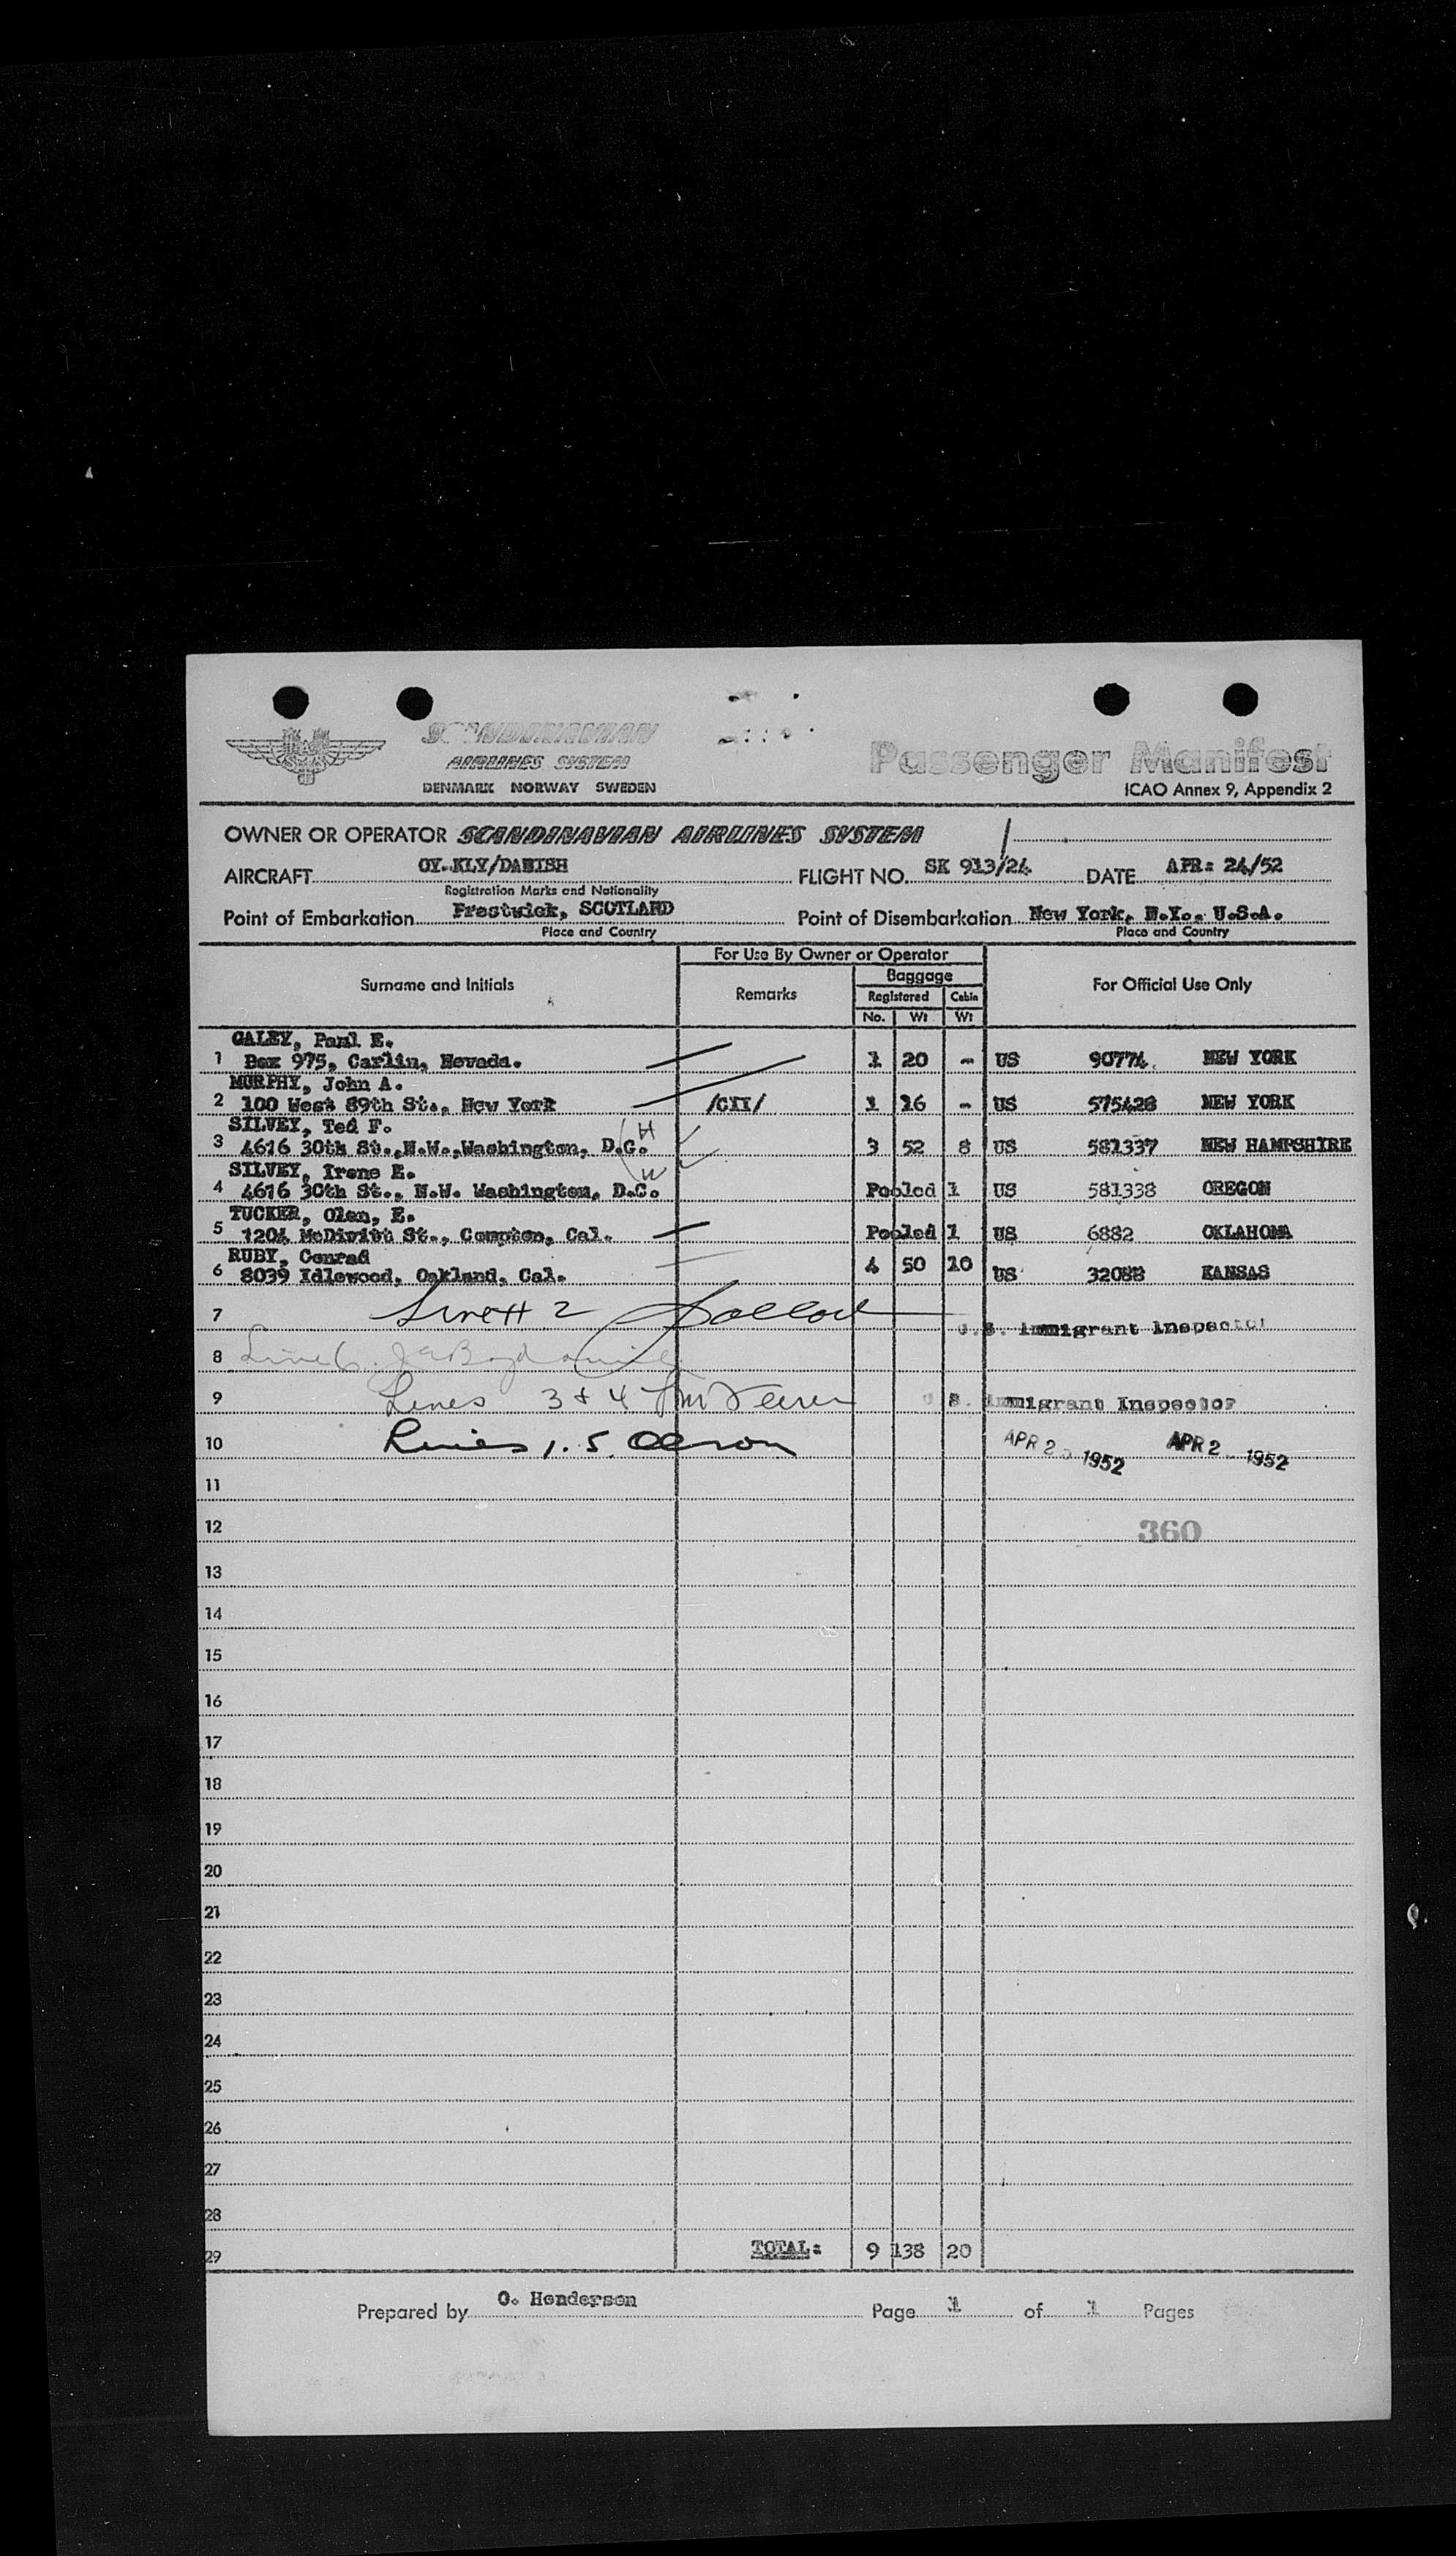 SCANDINAVIAN
AIRLINES SYSTEM
DENMARK NORWAY SWEDEN
Passenger Manifest
ICAO Annex 9, Appendix 2
OWNER OR OPERATOR SCANDINAVIAN AIRLINES SYSTEM
AIRCRAFT OY.KLY/DANISH FLIGHT NO. SK 913/24 DATE APR: 24/52
Registration Marks and Nationality
Point of Embarkation Prestwick, SCOTLAND Point of Disembarkation New York, N.Y., U.S.A.
Place and Country Place and Country
For Use By Owner or Operator
Surname and Initials Remarks Baggage For Official Use Only
Registered Cabin
No. Wt Wt
GALEY, Paul E.
1 Box 975, Carlin, Nevada. 1 20 - US 90774 NEW YORK
MURPHY, John A.
2 100 West 89th St., New York /CII/ 1 16 - US 575428 NEW YORK
SILVEY, Ted F.
3 4616 30th St., N.W., Washington, D.C. H 3 52 8 US 581337 NEW HAMPSHIRE
SILVEY, Irene E. W
4 4616 30th St., N.W. Washington, D.C. Pooled 1 US 581338 OREGON
TUCKER, Olen, E.
5 1204 McDivitt St., Compton, Cal. Pooled 1 US 6882 OKLAHOMA
RUBY, Conrad
6 8039 Idlewood, Oakland, Cal. 4 50 10 US 32088 KANSAS
7 Line # 2
U.S. Immigrant Inspector
8 Line 6
9 Lines 3 & 4 U.S. Immigrant Inspector
10 Lines 1. 5. Olson APR 2 1952 APR 2 1952
11
12 360
13
14
15
16
17
18
19
20
21
22
23
24
25
26
27
28
29 TOTAL: 9 138 20
Prepared by O. Henderson Page 1 of 1 Pages